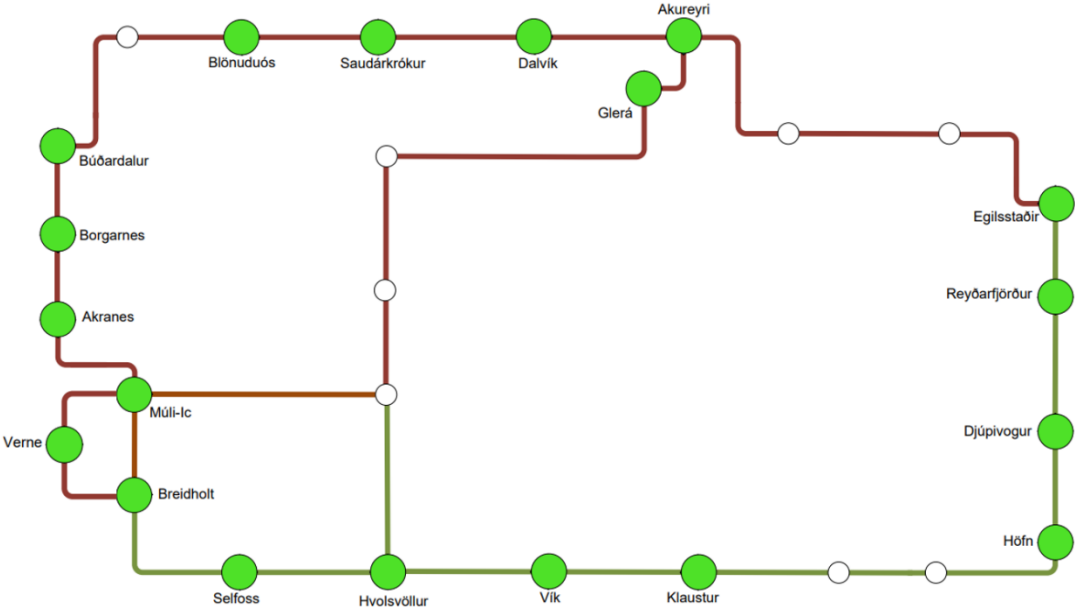 Akureyri
Blönuduós
Saudárkrókur
Dalvík
Glerá
Búðardalur
Egilsstaðir
Borgarnes
Reyðarfjörður
Akranes
Múli-Ic
Djúpivogur
Verne
Breidholt
Höfn
Selfoss
Hvolsvöllur
Vík
Klaustur